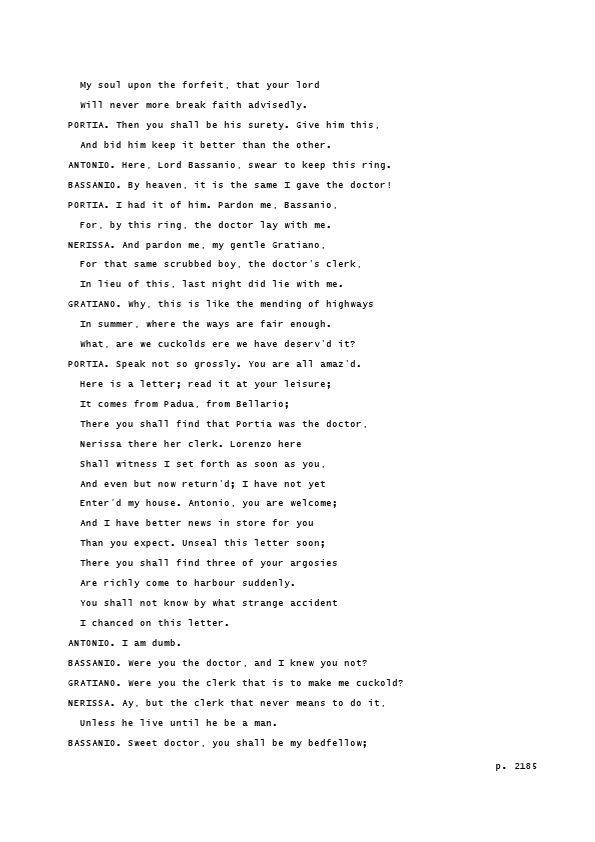 My soul upon the forfeit, that your lord
Will never more break faith advisedly.
PORTIA. Then you shall be his surety. Give him this,
And bid him keep it better than the other.
ANTONIO. Here, Lord Bassanio, swear to keep this ring.
BASSANIO. By heaven, it is the same I gave the doctor!
PORTIA. I had it of him. Pardon me, Bassanio,
For, by this ring, the doctor lay with me.
NERISSA. And pardon me, my gentle Gratiano,
For that same scrubbed boy, the doctor's clerk,
In lieu of this, last night did lie with me.
GRATIANO. Why, this is like the mending of highways
In summer, where the ways are fair enough.
What, are we cuckolds ere we have deserv'd it?
PORTIA. Speak not so grossly. You are all amaz'd.
Here is a letter; read it at your leisure;
It comes from Padua, from Bellario;
There you shall find that Portia was the doctor,
Nerissa there her clerk. Lorenzo here
Shall witness I set forth as soon as you,
And even but now return'd; I have not yet
Enter'd my house. Antonio, you are welcome;
And I have better news in store for you
Than you expect. Unseal this letter soon;
There you shall find three of your argosies
Are richly come to harbour suddenly.
You shall not know by what strange accident
I chanced on this letter.
ANTONIO. I am dumb.
BASSANIO. Were you the doctor, and I knew you not?
GRATIANO. Were you the clerk that is to make me cuckold?
NERISSA. Ay, but the clerk that never means to do it,
Unless he live until he be a man.
BASSANIO. Sweet doctor, you shall be my bedfellow;
p. 2185